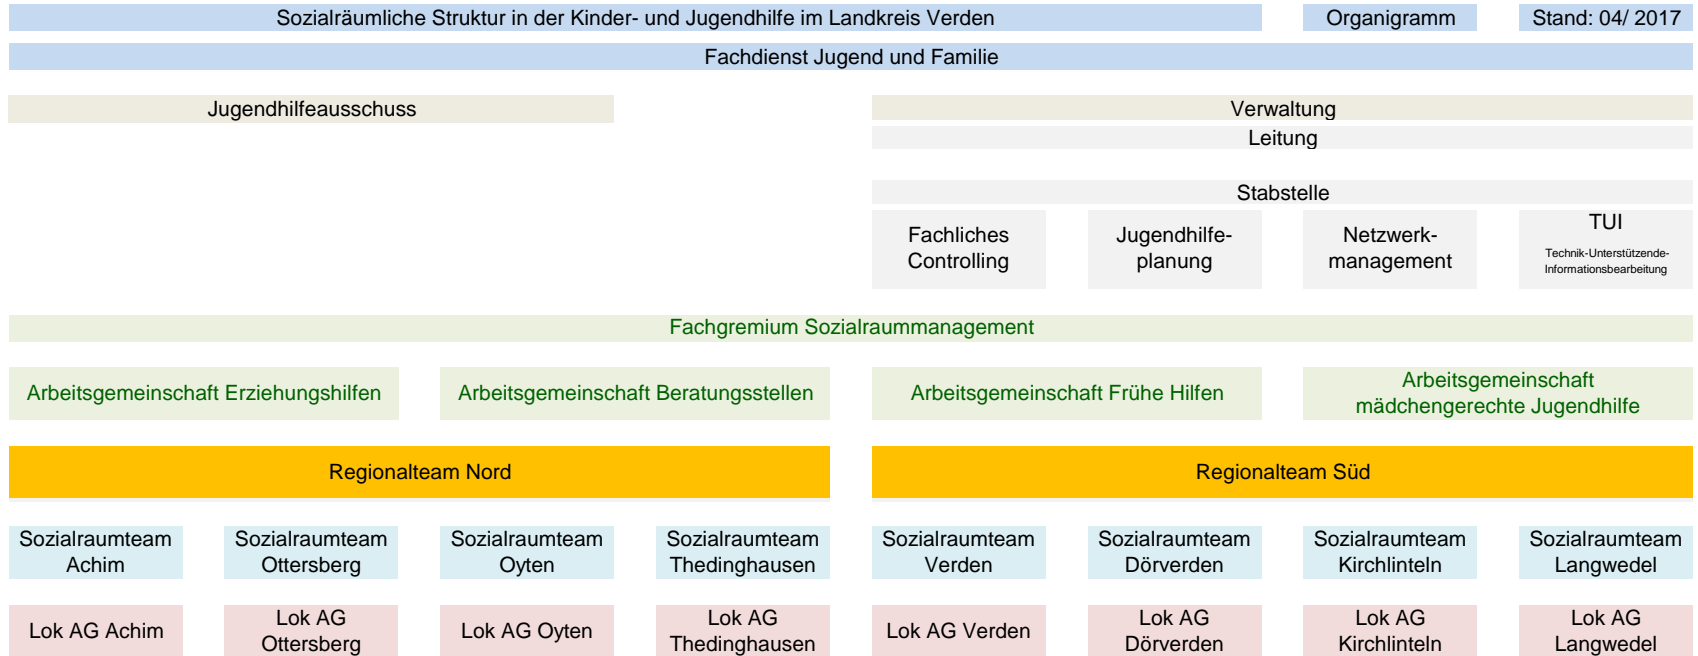 Sozialräumliche Struktur in der Kinder- und Jugendhilfe im Landkreis Verden
Organigramm
Stand: 04/ 2017
Fachdienst Jugend und Familie
Jugendhilfeausschuss
Verwaltung
Leitung
Stabstelle
Fachliches
Controlling
Jugendhilfe-
planung
Netzwerk-
management
TUI
Technik-Unterstützende-
Informationsbearbeitung
Fachgremium Sozialraummanagement
Arbeitsgemeinschaft Erziehungshilfen
Arbeitsgemeinschaft Beratungsstellen
Arbeitsgemeinschaft Frühe Hilfen
Arbeitsgemeinschaft
mädchengerechte Jugendhilfe
Regionalteam Nord
Regionalteam Süd
Sozialraumteam
Achim
Sozialraumteam
Ottersberg
Sozialraumteam
Oyten
Sozialraumteam
Thedinghausen
Sozialraumteam
Verden
Sozialraumteam
Dörverden
Sozialraumteam
Kirchlinteln
Sozialraumteam
Langwedel
Lok AG Achim
Lok AG
Ottersberg
Lok AG Oyten
Lok AG
Thedinghausen
Lok AG Verden
Lok AG
Dörverden
Lok AG
Kirchlinteln
Lok AG
Langwedel